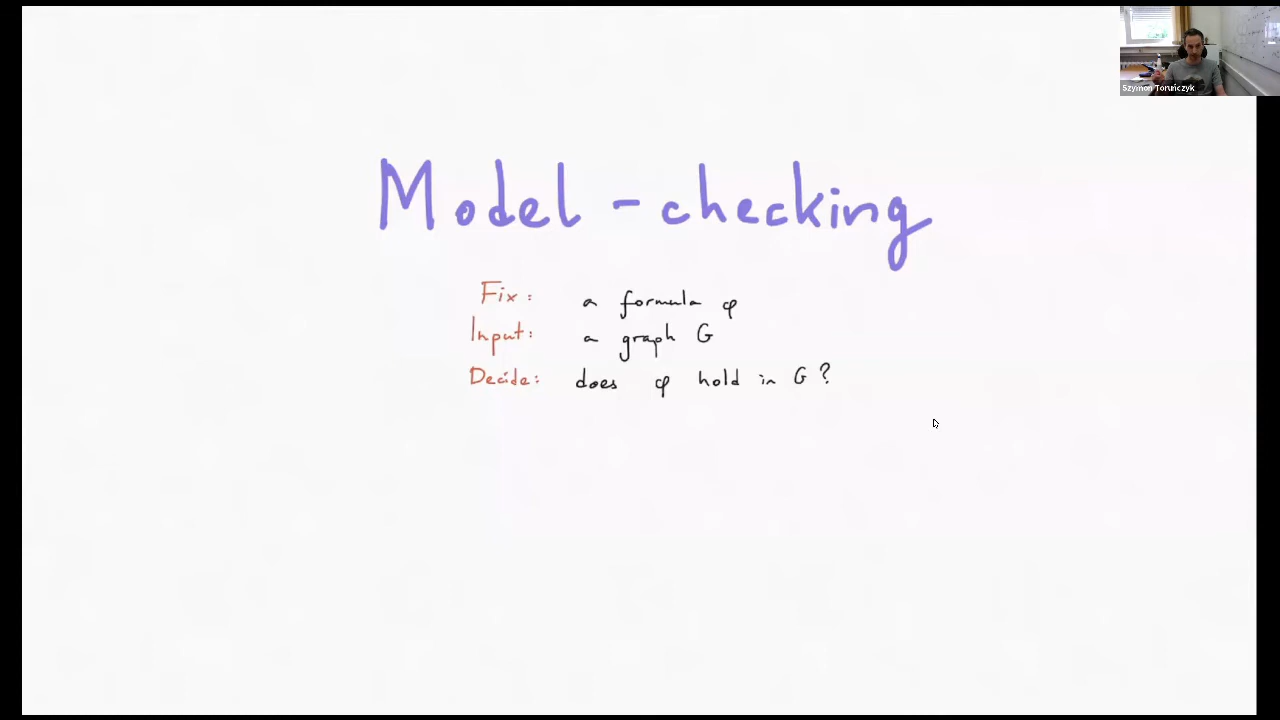 Szymon Toruńczyk
Model-checking
Fix: a formula φ
Input: a graph G
Decide: does φ hold in G?